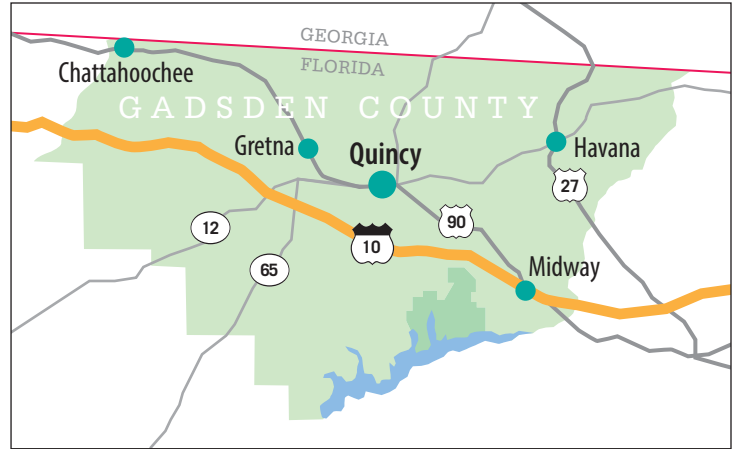 GEORGIA
FLORIDA
Chattahoochee
GADSDEN COUNTY
Gretna
Quincy
Havana
27
12
90
10
65
Midway